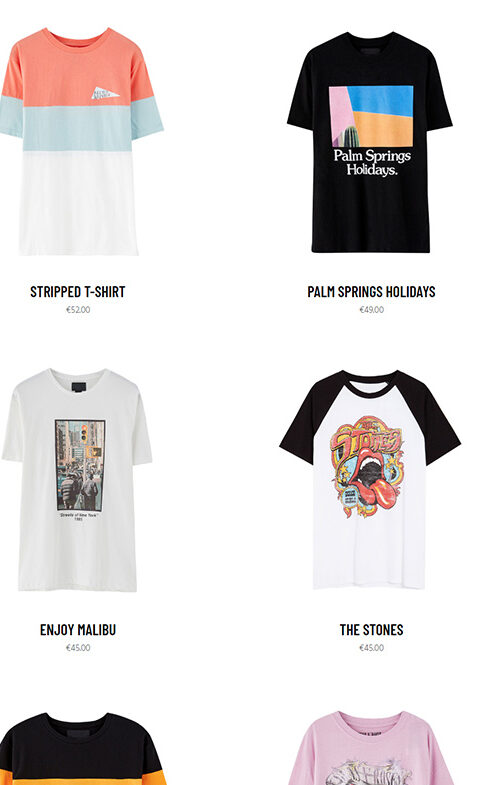 Palm Springs
Holidays.
STRIPPED T-SHIRT
€52.00
PALM SPRINGS HOLIDAYS
€49.00
"Streets of New York"
1985
STONES
ENJOY MALIBU
€45.00
THE STONES
€45.00